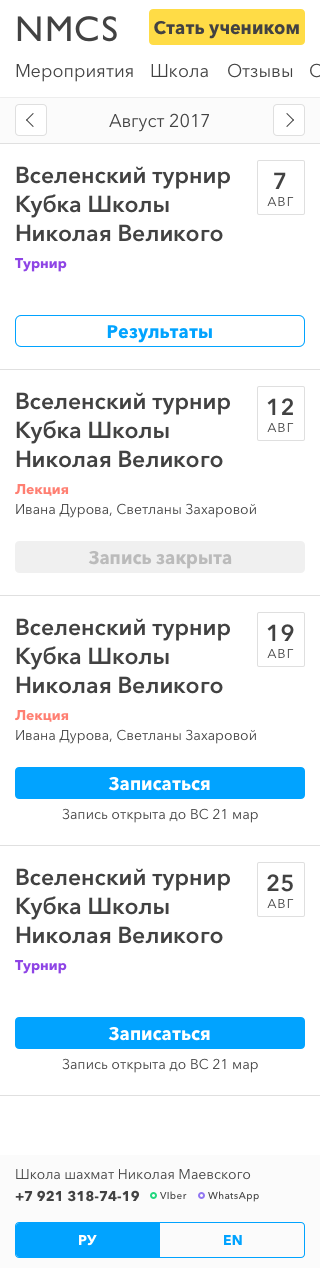 NMCS
Стать учеником
Мероприятия Школа Отзывы
Август 2017
Вселенский турнир
Кубка Школы
Николая Великого
7
АВГ
Турнир
Результаты
Вселенский турнир
Кубка Школы
Николая Великого
12
АВГ
Лекция
Ивана Дурова, Светланы Захаровой
Запись закрыта
Вселенский турнир
Кубка Школы
Николая Великого
19
АВГ
Лекция
Ивана Дурова, Светланы Захаровой
Записаться
Запись открыта до ВС 21 мар
Вселенский турнир
Кубка Школы
Николая Великого
25
АВГ
Турнир
Записаться
Запись открыта до ВС 21 мар
Школа шахмат Николая Маевского
+7 921 318-74-19 VIber WhatsApp
РУ EN